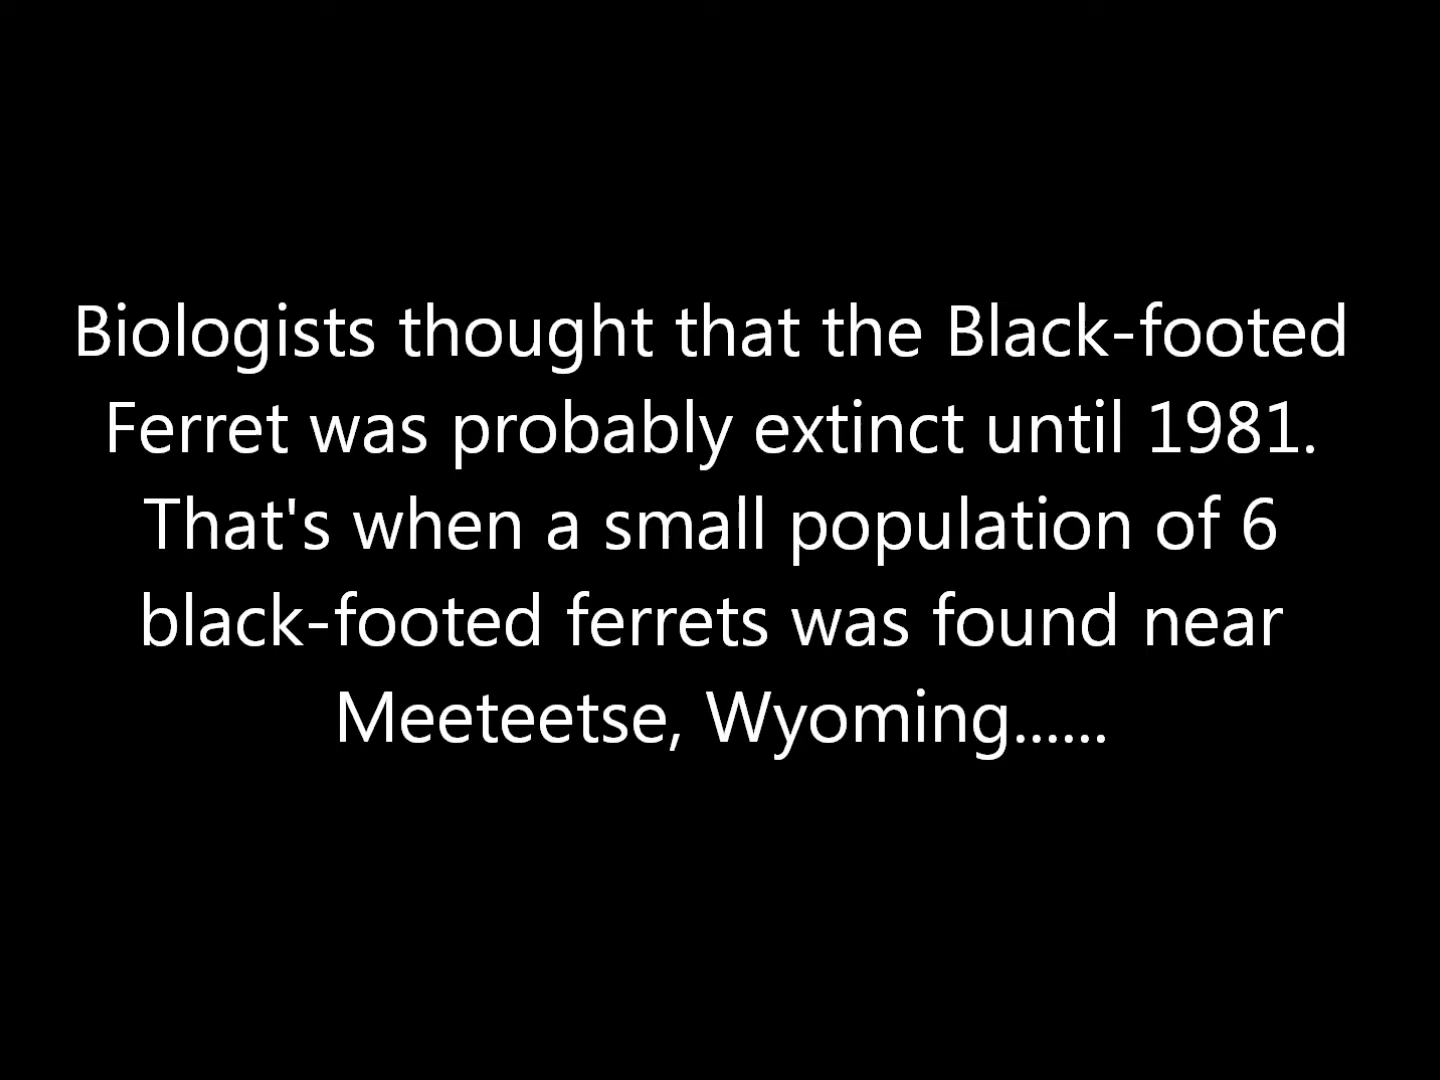 Biologists thought that the Black-footed
Ferret was probably extinct until 1981.
That's when a small population of 6
black-footed ferrets was found near
Meeteetse, Wyoming......